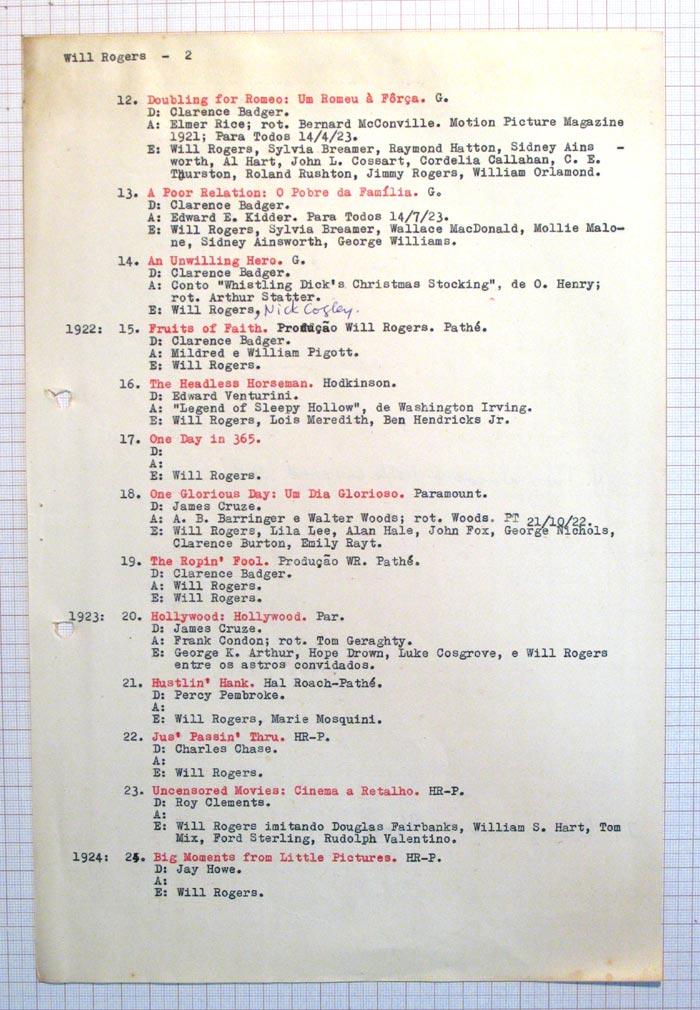 Will Rogers - 2
12. Doubling for Romeo: Um Romeu à Fôrça. G.
D: Clarence Badger.
A: Elmer Rice; rot. Bernard McConville. Motion Picture Magazine
1921; Para Todos 14/4/23.
E: Will Rogers, Sylvia Breamer, Raymond Hatton, Sidney Ains -
worth, Al Hart, John L. Cossart, Cordelia Callahan, C. E.
Thurston, Roland Rushton, Jimmy Rogers, William Orlamond.
13. A Poor Relation: O Pobre da Família. G.
D: Clarence Badger.
A: Edward E. Kidder. Para Todos 14/7/23.
E: Will Rogers, Sylvia Breamer, Wallace MacDonald, Mollie Malo-
ne, Sidney Ainsworth, George Williams.
14. An Unwilling Hero. G.
D: Clarence Badger.
A: Conto "Whistling Dick's Christmas Stocking", de O. Henry;
rot. Arthur Statter.
E: Will Rogers, Nick Cogley.
1922: 15. Fruits of Faith. Produção Will Rogers. Pathé.
D: Clarence Badger.
A: Mildred e William Pigott.
E: Will Rogers.
16. The Headless Horseman. Hodkinson.
D: Edward Venturini.
A: "Legend of Sleepy Hollow", de Washington Irving.
E: Will Rogers, Lois Meredith, Ben Hendricks Jr.
17. One Day in 365.
D:
A:
E: Will Rogers.
18. One Glorious Day: Um Dia Glorioso. Paramount.
D: James Cruze.
A: A. B. Barringer e Walter Woods; rot. Woods. PT 21/10/22.
E: Will Rogers, Lila Lee, Alan Hale, John Fox, George Nichols,
Clarence Burton, Emily Rayt.
19. The Ropin' Fool. Produção WR. Pathé.
D: Clarence Badger.
A: Will Rogers.
E: Will Rogers.
1923: 20. Hollywood: Hollywood. Par.
D: James Cruze.
A: Frank Condon; rot. Tom Geraghty.
E: George K. Arthur, Hope Drown, Luke Cosgrove, e Will Rogers
entre os astros convidados.
21. Hustlin' Hank. Hal Roach-Pathé.
D: Percy Pembroke.
A:
E: Will Rogers, Marie Mosquini.
22. Jus' Passin' Thru. HR-P.
D: Charles Chase.
A:
E: Will Rogers.
23. Uncensored Movies: Cinema a Retalho. HR-P.
D: Roy Clements.
A:
E: Will Rogers imitando Douglas Fairbanks, William S. Hart, Tom
Mix, Ford Sterling, Rudolph Valentino.
1924: 24. Big Moments from Little Pictures. HR-P.
D: Jay Howe.
A:
E: Will Rogers.